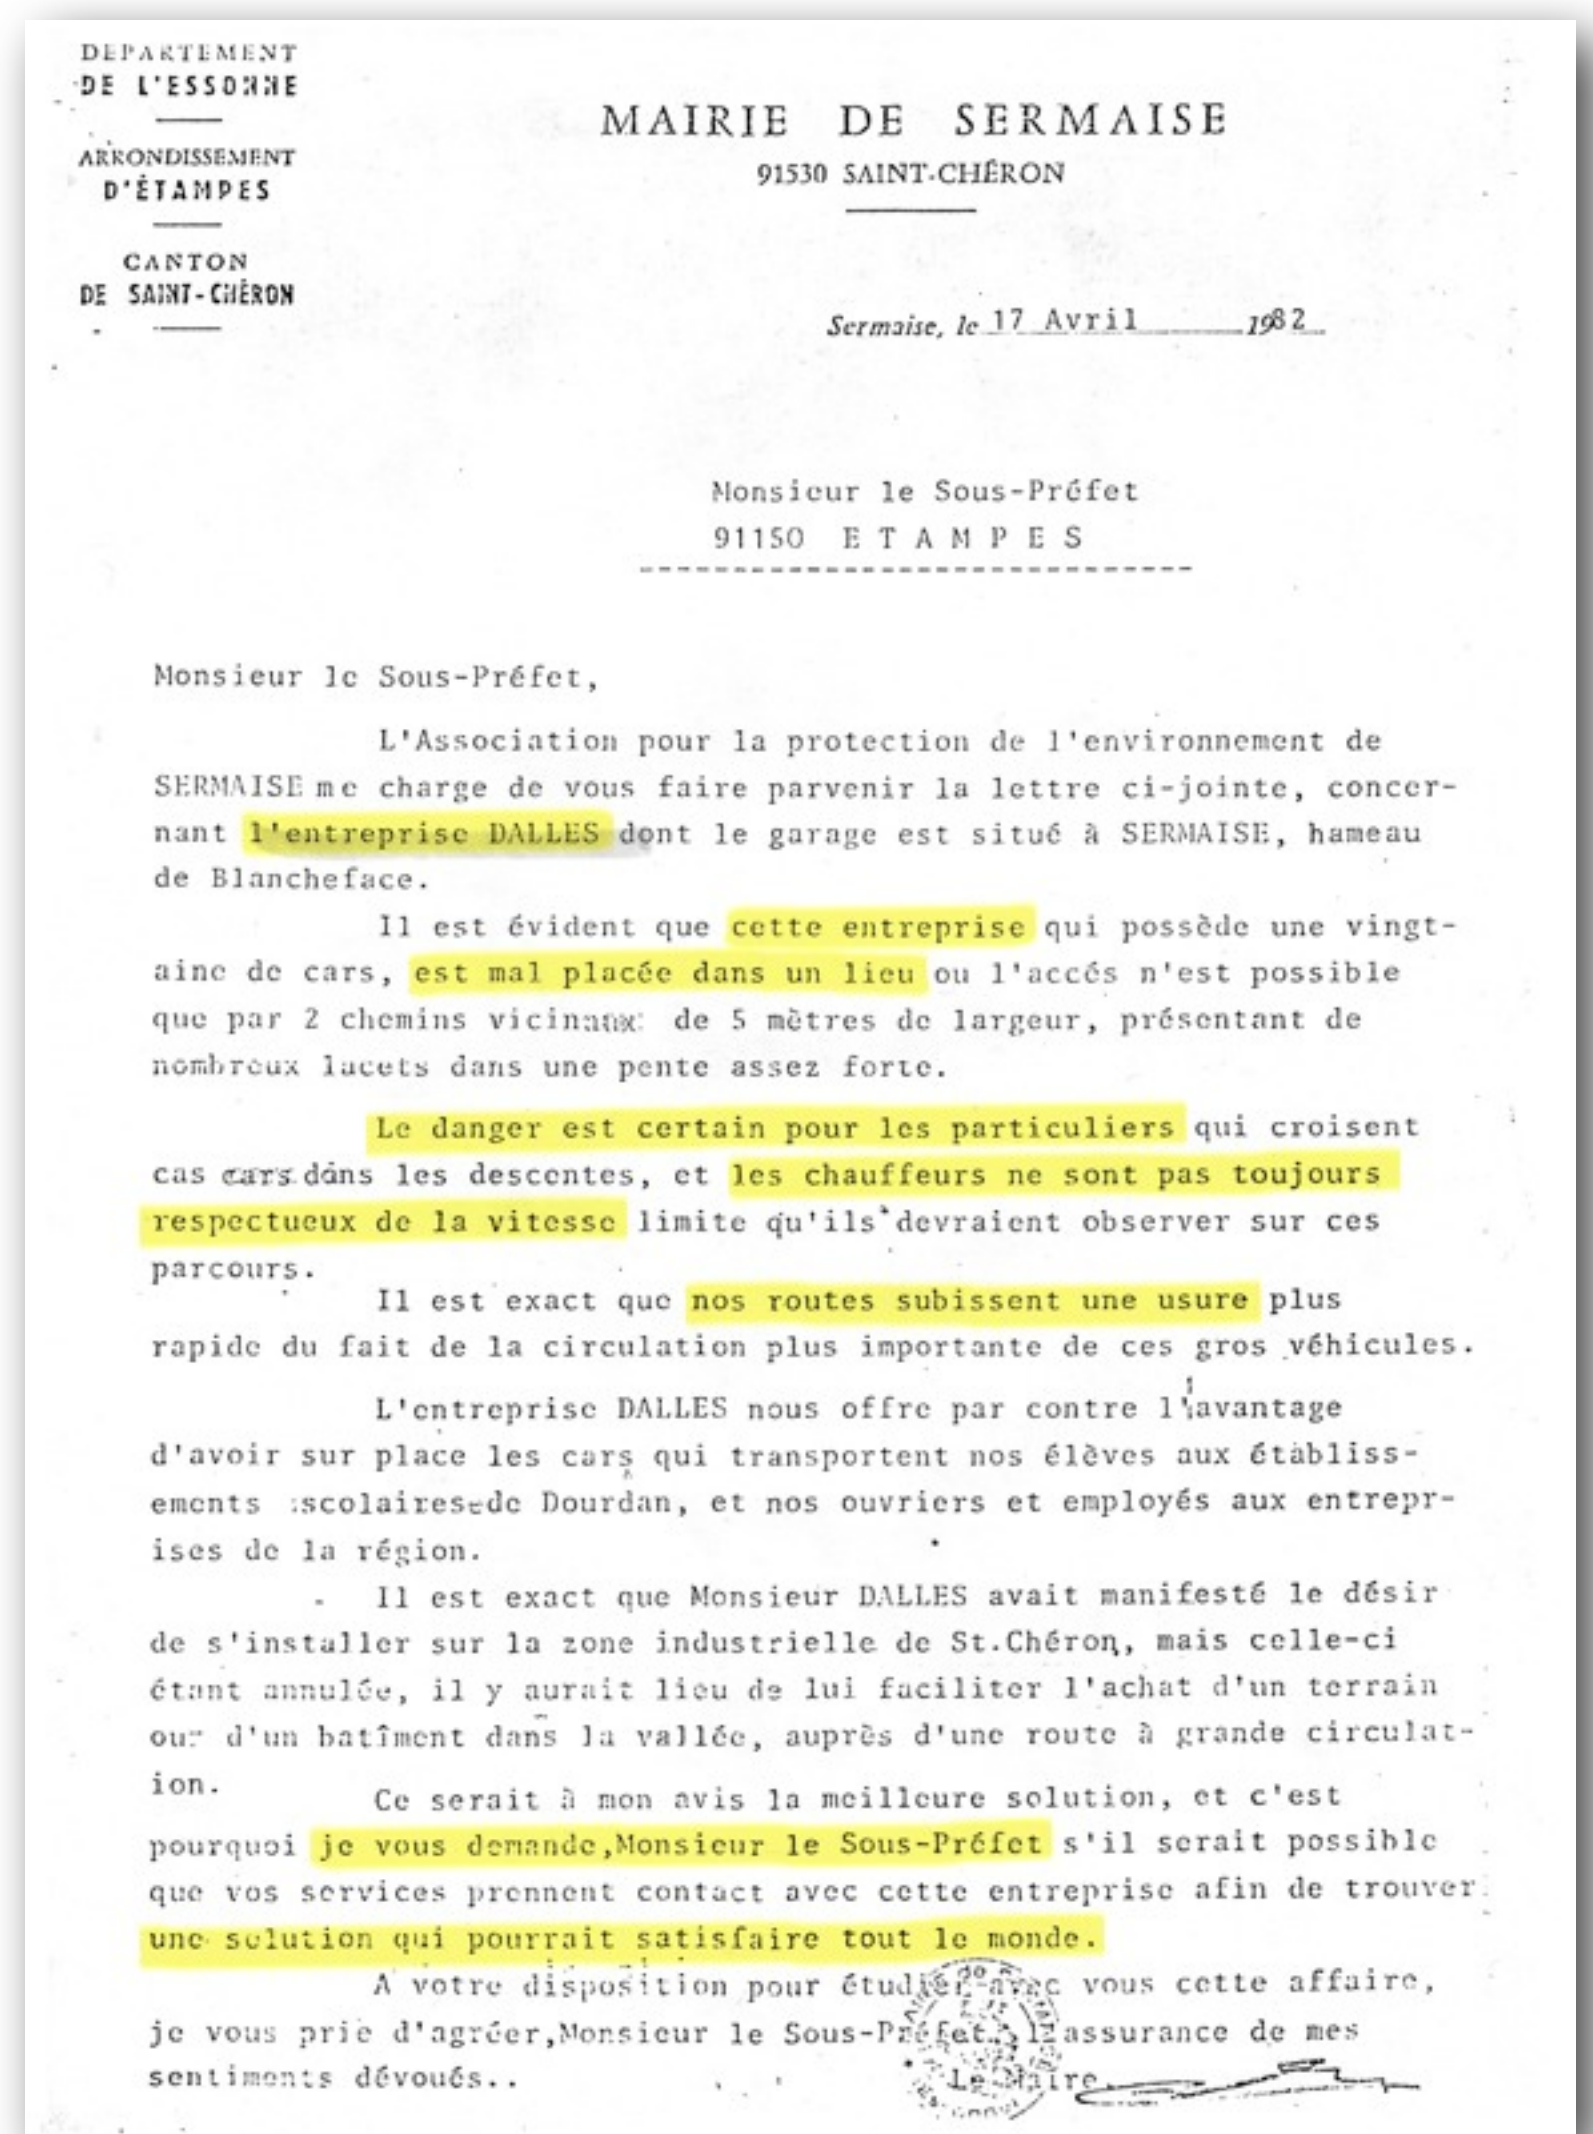 DEPARTEMENT
DE L'ESSONNE
ARRONDISSEMENT
D'ÉTAMPES
CANTON
DE SAINT-CHÉRON
MAIRIE DE SERMAISE
91530 SAINT-CHÉRON
Sermaise, le 17 Avril 1982
Monsieur le Sous-Préfet
91150 E T A M P E S
Monsieur le Sous-Préfet,
L'Association pour la protection de l'environnement de
SERMAISE me charge de vous faire parvenir la lettre ci-jointe, concer-
nant l'entreprise DALLES dont le garage est situé à SERMAISE, hameau
de Blancheface.
Il est évident que cette entreprise qui possède une vingt-
aine de cars, est mal placée dans un lieu ou l'accés n'est possible
que par 2 chemins vicinaux de 5 mètres de largeur, présentant de
nombreux lacets dans une pente assez forte.
Le danger est certain pour les particuliers qui croisent
cas cars dans les descentes, et les chauffeurs ne sont pas toujours
respectueux de la vitesse limite qu'ils devraient observer sur ces
parcours.
Il est exact que nos routes subissent une usure plus
rapide du fait de la circulation plus importante de ces gros véhicules.
L'entreprise DALLES nous offre par contre l'avantage
d'avoir sur place les cars qui transportent nos élèves aux établiss-
ements scolaires de Dourdan, et nos ouvriers et employés aux entrepr-
ises de la région.
Il est exact que Monsieur DALLES avait manifesté le désir
de s'installer sur la zone industrielle de St.Chéron, mais celle-ci
étant annulée, il y aurait lieu de lui faciliter l'achat d'un terrain
ou d'un batîment dans la vallée, auprès d'une route à grande circulat-
ion.
Ce serait à mon avis la meilleure solution, et c'est
pourquoi je vous demande,Monsieur le Sous-Préfet s'il serait possible
que vos services prennent contact avec cette entreprise afin de trouver
une solution qui pourrait satisfaire tout le monde.
A votre disposition pour étudier avec vous cette affaire,
je vous prie d'agréer,Monsieur le Sous-Préfet, l'assurance de mes
sentiments dévoués..
Le Maire